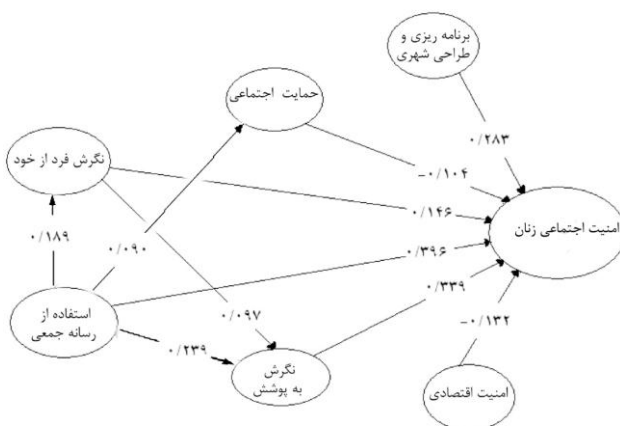 برنامه ریزی و
طراحی شهری
حمایت اجتماعی
۰/۲۸۳
نگرش فرد از خود
-۰/۱۰۴
۰/۱۴۶
امنیت اجتماعی زنان
۰/۱۸۹
۰/۰۹۰
۰/۳۹۶
۰/۳۳۹
استفاده از
رسانه جمعی
۰/۰۹۷
-۰/۱۳۲
۰/۲۳۹
نگرش
به پوشش
امنیت اقتصادی